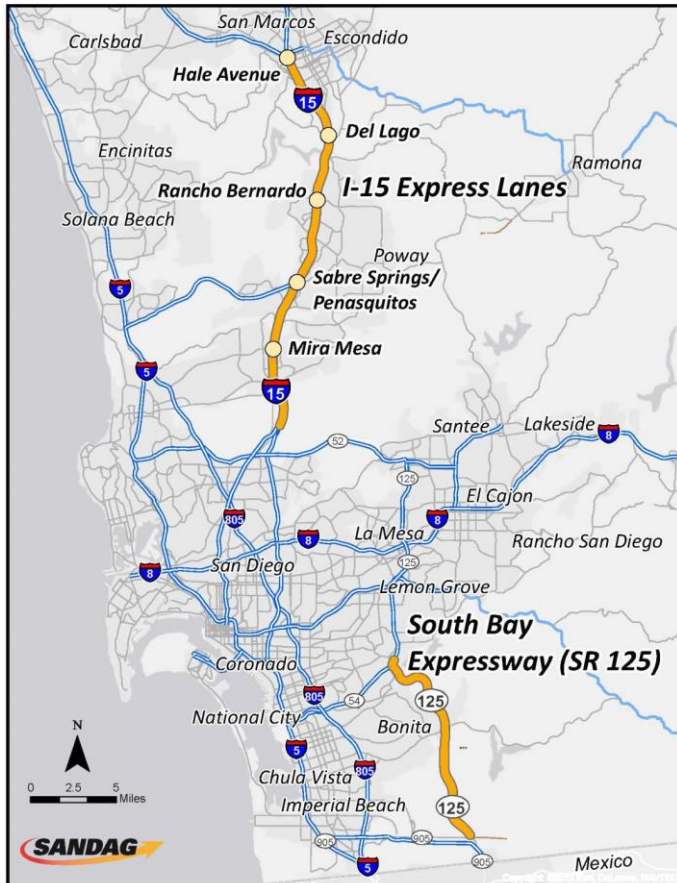 San Marcos
Carlsbad
Escondido
Hale Avenue
15
Del Lago
Encinitas
Ramona
Rancho Bernardo
I-15 Express Lanes
Solana Beach
Poway
5
Sabre Springs/
Penasquitos
Mira Mesa
5
15
Santee
Lakeside
8
52
125
El Cajon
805
8
La Mesa
8
Rancho San Diego
San Diego
125
8
Lemon Grove
South Bay
Expressway (SR 125)
Coronado
805
54
125
National City
Bonita
N
5
805
Chula Vista
0 2.5 5
Miles
Imperial Beach
125
SANDAG
905
905
905
5
Mexico